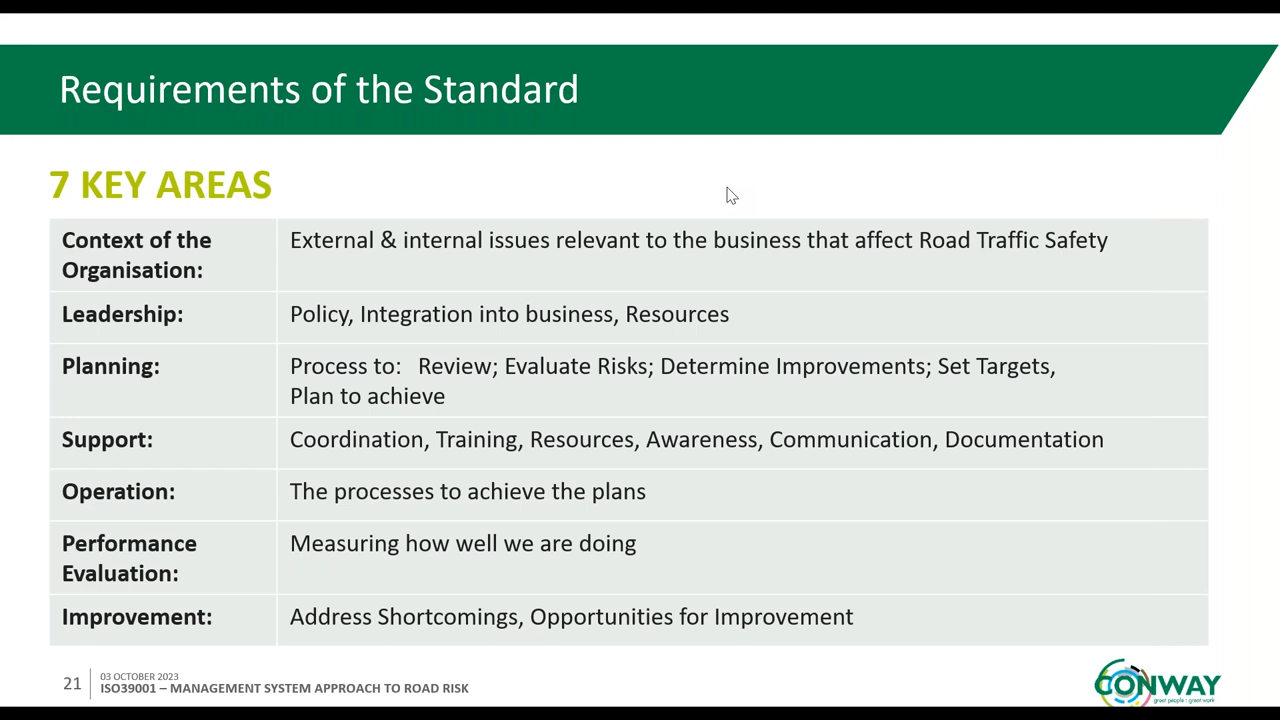 Requirements of the Standard
7 KEY AREAS
Context of the Organisation:
External & internal issues relevant to the business that affect Road Traffic Safety
Leadership:
Policy, Integration into business, Resources
Planning:
Process to: Review; Evaluate Risks; Determine Improvements; Set Targets,
Plan to achieve
Support:
Coordination, Training, Resources, Awareness, Communication, Documentation
Operation:
The processes to achieve the plans
Performance Evaluation:
Measuring how well we are doing
Improvement:
Address Shortcomings, Opportunities for Improvement
21
03 OCTOBER 2023
ISO39001 – MANAGEMENT SYSTEM APPROACH TO ROAD RISK
CONWAY
great people : great work